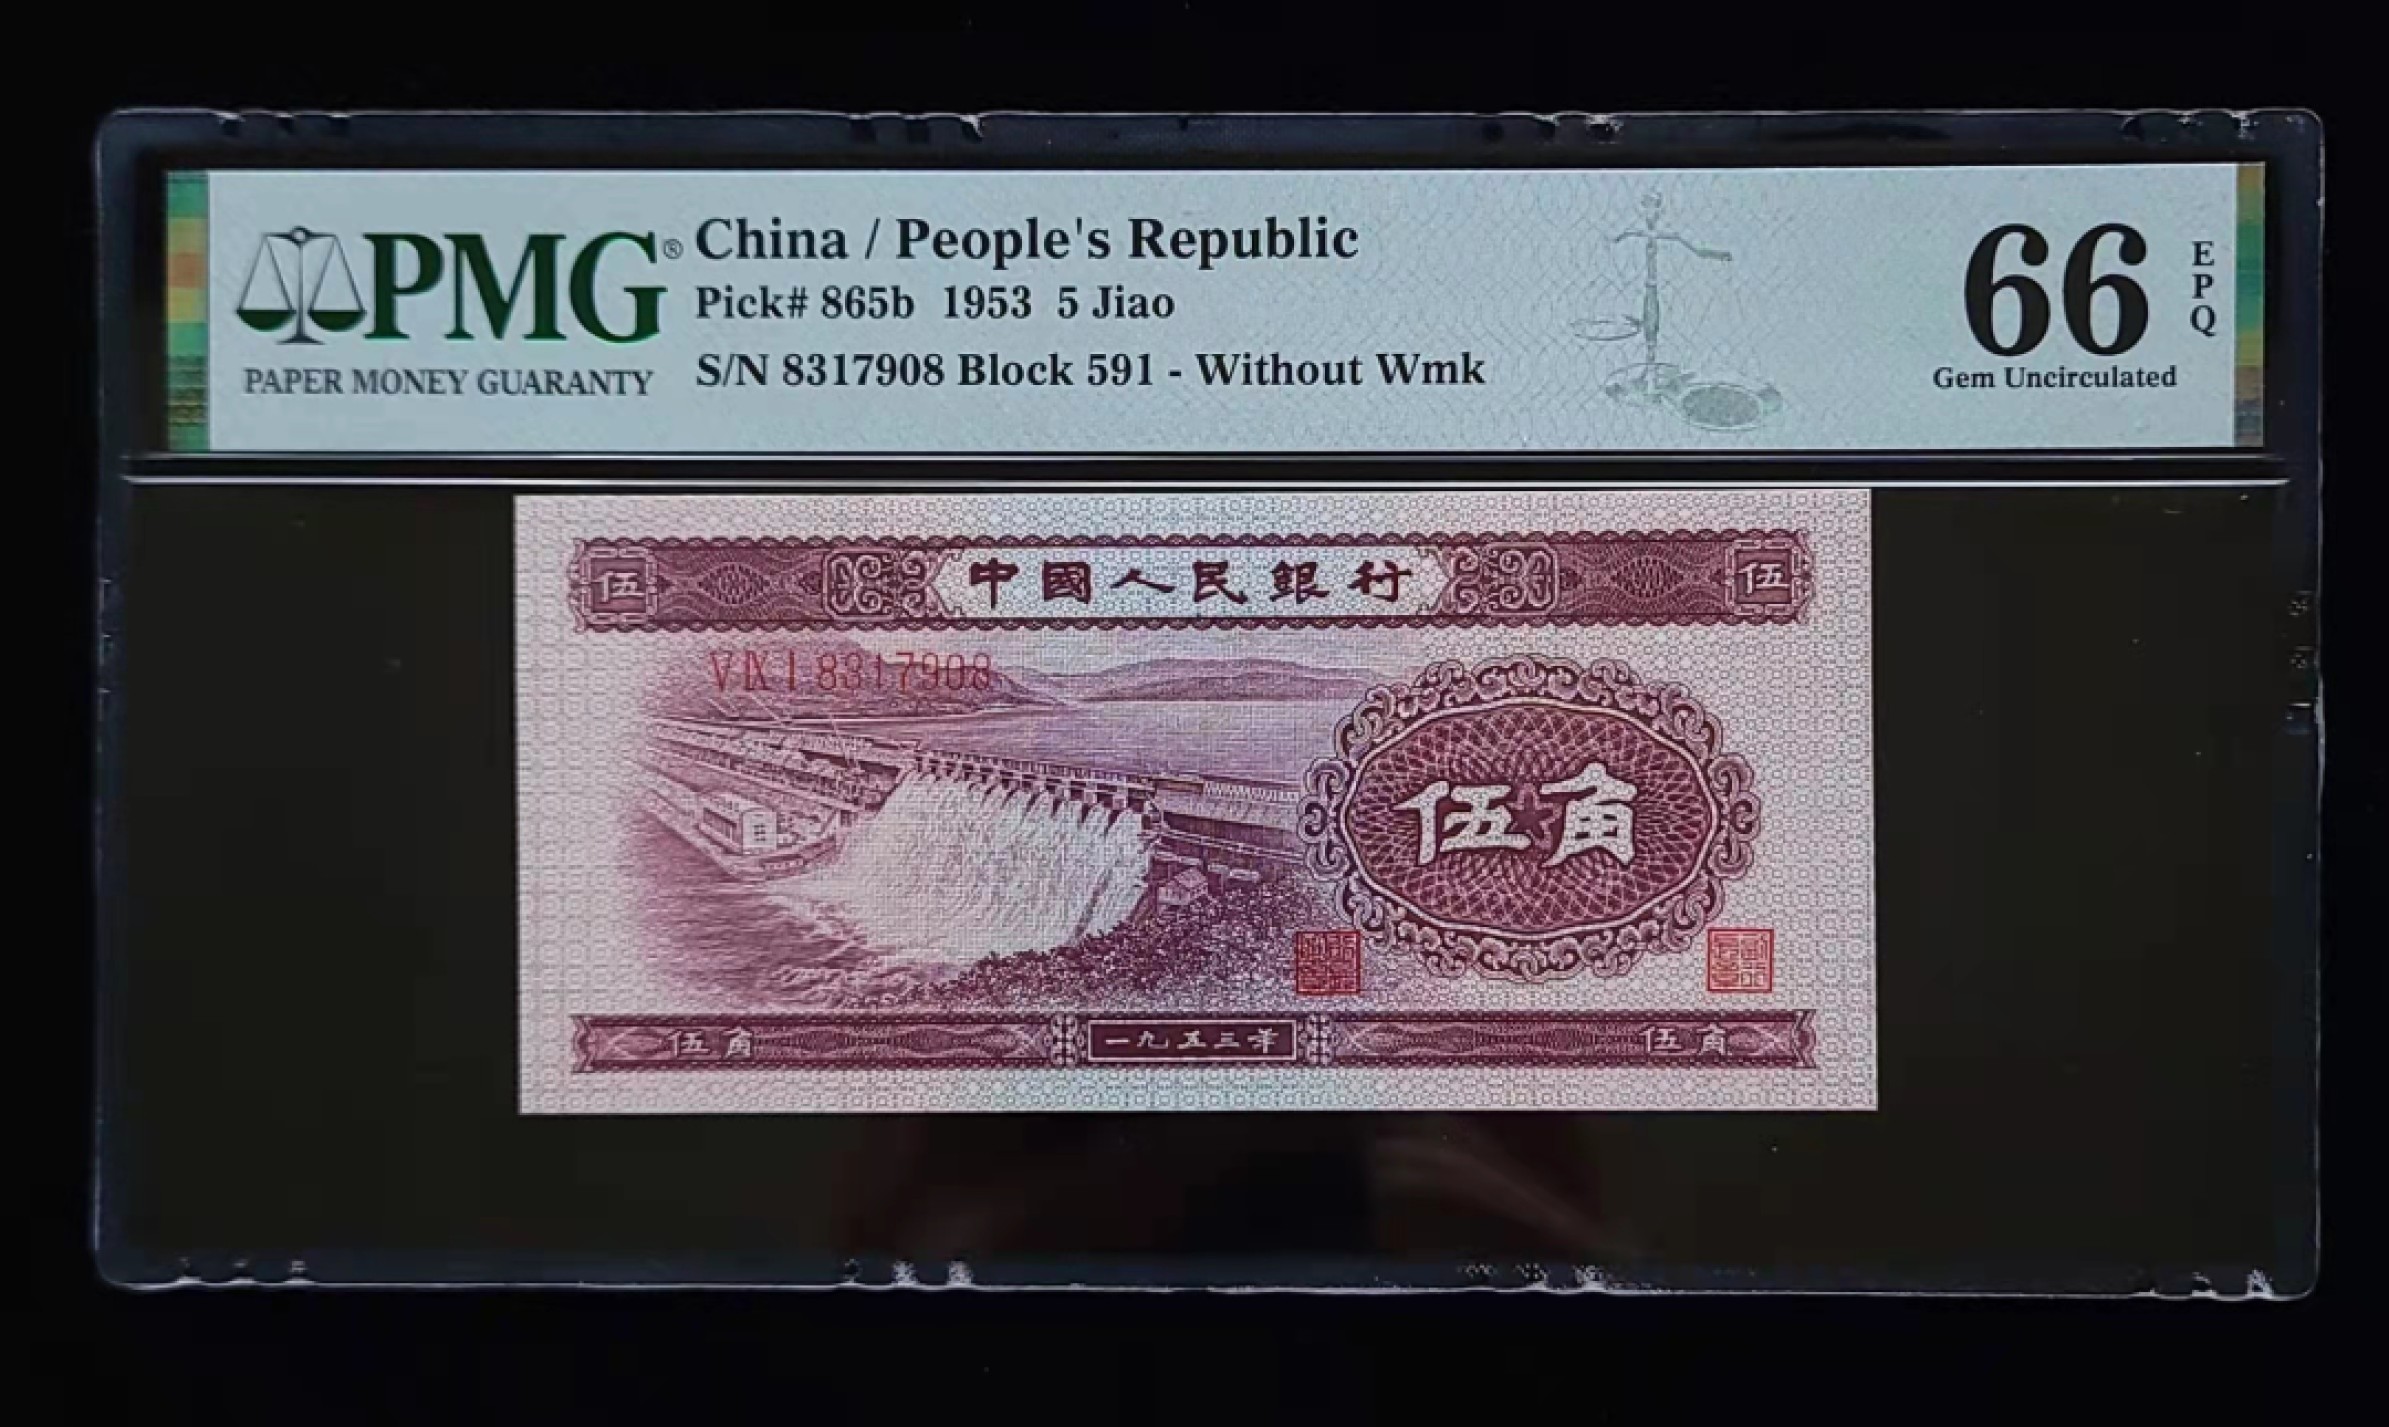 PMG®
PAPER MONEY GUARANTY
China / People's Republic
Pick# 865b 1953 5 Jiao
S/N 8317908 Block 591 - Without Wmk
66
EPQ
Gem Uncirculated
伍 中國人民銀行 伍
V IX I 8317908
伍角
伍角 一九五三年 伍角